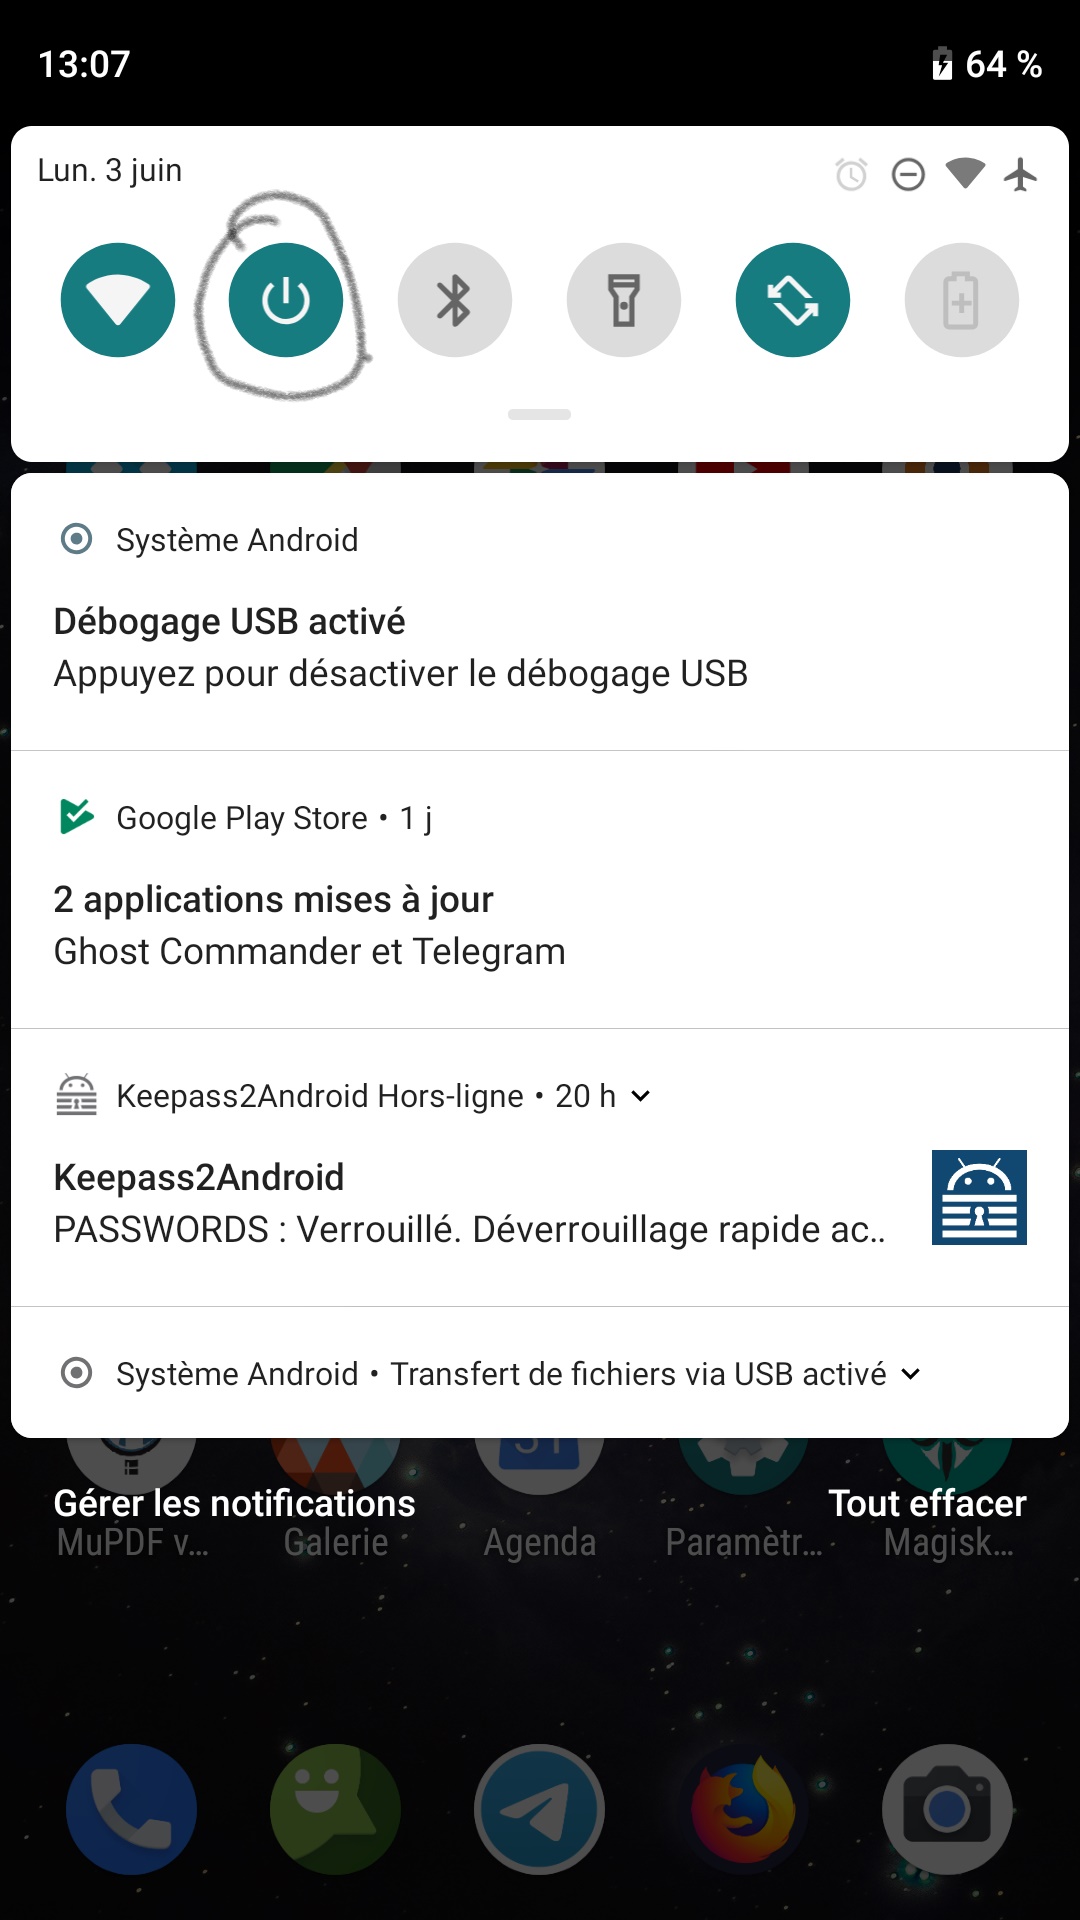 13:07
64 %
Lun. 3 juin
Système Android
Débogage USB activé
Appuyez pour désactiver le débogage USB
Google Play Store • 1 j
2 applications mises à jour
Ghost Commander et Telegram
Keepass2Android Hors-ligne • 20 h
Keepass2Android
PASSWORDS : Verrouillé. Déverrouillage rapide ac..
Système Android • Transfert de fichiers via USB activé
31
Gérer les notifications
Tout effacer
MuPDF v...
Galerie
Agenda
Paramètr...
Magisk...